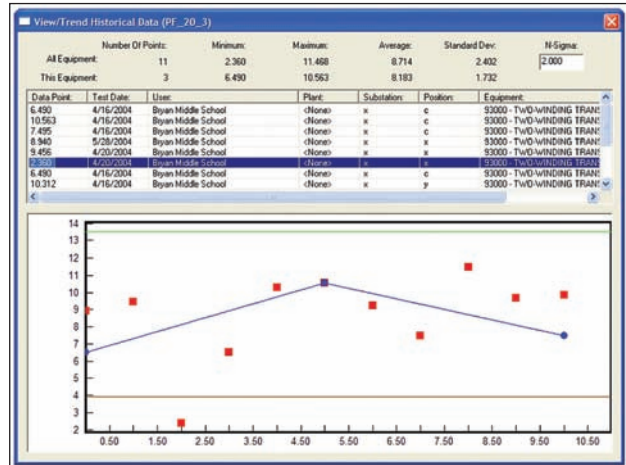 View/Trend Historical Data (PF_20_3)
Number Of Points: Minimum: Maximum: Average: Standard Dev: N-Sigma:
All Equipment: 11 2.360 11.468 8.714 2.402 2.000
This Equipment: 3 6.490 10.563 8.183 1.732
Data Point: Test Date: User: Plant: Substation: Position: Equipment:
6.490 4/16/2004 Bryan Middle School <None> x c 93000 - TWO-WINDING TRANS
10.563 4/16/2004 Bryan Middle School <None> x c 93000 - TWO-WINDING TRANS
7.495 4/16/2004 Bryan Middle School <None> x c 93000 - TWO-WINDING TRANS
8.940 5/28/2004 Bryan Middle School <None> x x 93000 - TWO-WINDING TRANS
9.456 4/20/2004 Bryan Middle School <None> x x 93000 - TWO-WINDING TRANS
2.360 4/20/2004 Bryan Middle School <None> x x 93000 - TWO-WINDING TRANS
6.490 4/16/2004 Bryan Middle School <None> x c 93000 - TWO-WINDING TRANS
10.312 4/16/2004 Bryan Middle School <None> x y 93000 - TWO-WINDING TRANS
14
13
12
11
10
9
8
7
6
5
4
3
2
0.50 1.50 2.50 3.50 4.50 5.50 6.50 7.50 8.50 9.50 10.50